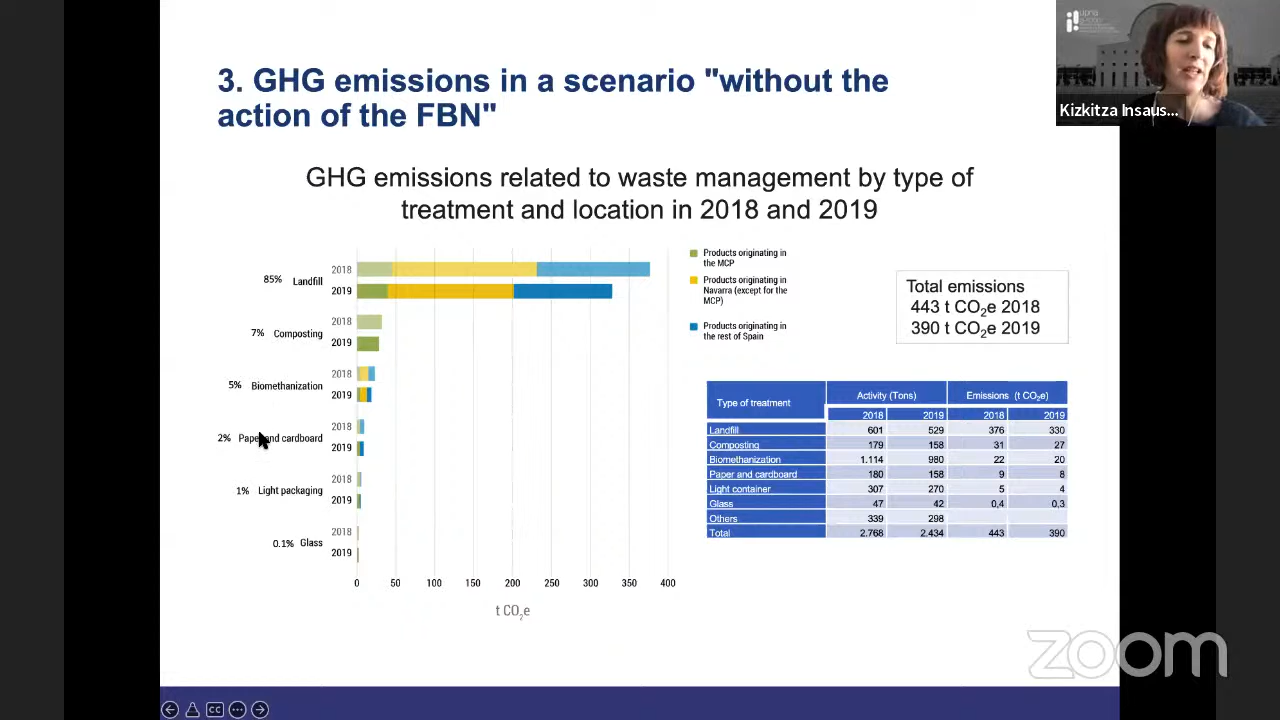 3. GHG emissions in a scenario "without the
action of the FBN"
Kizkitza Insaus...
GHG emissions related to waste management by type of
treatment and location in 2018 and 2019
85% Landfill 2018
2019
7% Composting 2018
2019
5% Biomethanization 2018
2019
2% Paper and cardboard 2018
2019
1% Light packaging 2018
2019
0.1% Glass 2018
2019
0 50 100 150 200 250 300 350 400
t CO₂e
Products originating in
the MCP
Products originating in
Navarra (except for the
MCP)
Products originating in
the rest of Spain
Total emissions
443 t CO₂e 2018
390 t CO₂e 2019
Type of treatment Activity (Tons) Emissions (t CO₂e)
2018 2019 2018 2019
Landfill 601 529 376 330
Composting 179 158 31 27
Biomethanization 1.114 980 22 20
Paper and cardboard 180 158 9 8
Light container 307 270 5 4
Glass 47 42 0,4 0,3
Others 339 298
Total 2.768 2.434 443 390
zoom
CC